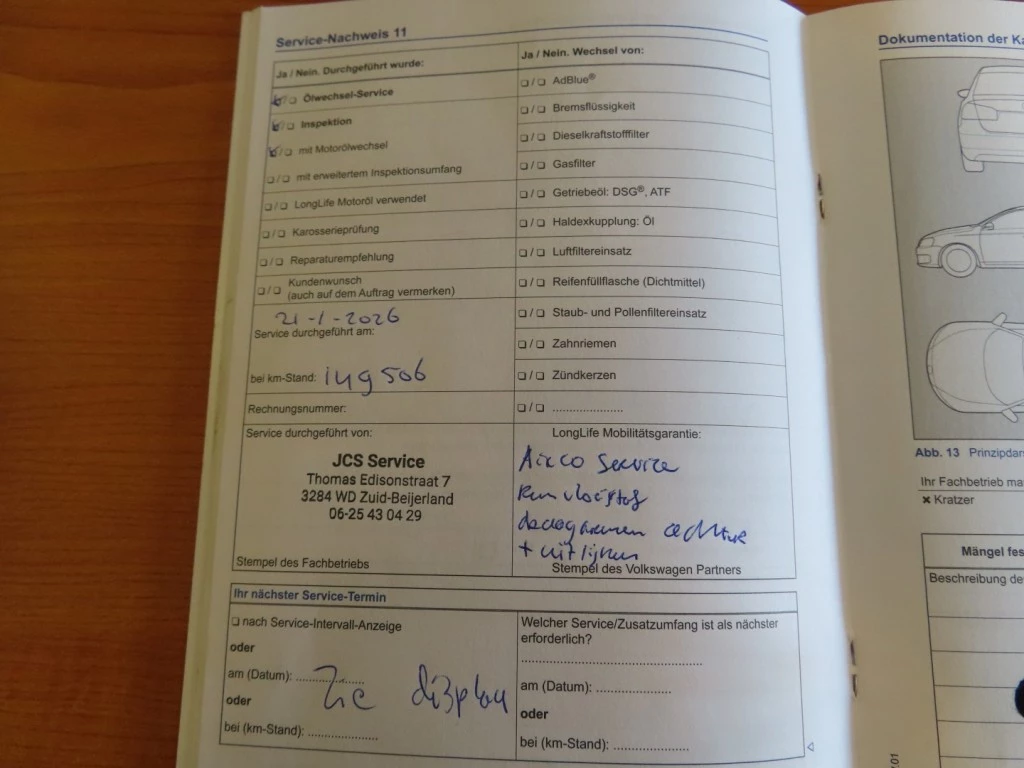 Service-Nachweis 11
Ja / Nein. Durchgeführt wurde:
☑/❏ Ölwechsel-Service
☑/❏ Inspektion
☑/❏ mit Motorölwechsel
❏/❏ mit erweitertem Inspektionsumfang
❏/❏ LongLife Motoröl verwendet
❏/❏ Karosserieprüfung
❏/❏ Reparaturempfehlung
❏/❏ Kundenwunsch
(auch auf dem Auftrag vermerken)
21-1-2026
Service durchgeführt am:
bei km-Stand: 149506
Rechnungsnummer:
Service durchgeführt von:
JCS Service
Thomas Edisonstraat 7
3284 WD Zuid-Beijerland
06-25 43 04 29
Stempel des Fachbetriebs
Ja / Nein. Wechsel von:
❏/❏ AdBlue®
❏/❏ Bremsflüssigkeit
❏/❏ Dieselkraftstofffilter
❏/❏ Gasfilter
❏/❏ Getriebeöl: DSG®, ATF
❏/❏ Haldexkupplung: Öl
❏/❏ Luftfiltereinsatz
❏/❏ Reifenfüllflasche (Dichtmittel)
❏/❏ Staub- und Pollenfiltereinsatz
❏/❏ Zahnriemen
❏/❏ Zündkerzen
❏/❏ ......................
LongLife Mobilitätsgarantie:
Airco Service
Remvloeistof
draagarmen achter
+ uitlijnen
Stempel des Volkswagen Partners
Ihr nächster Service-Termin
❏ nach Service-Intervall-Anzeige
oder
am (Datum): .....................
oder
bei (km-Stand): .....................
Zie display
Welcher Service/Zusatzumfang ist als nächster
erforderlich?
......................................................
am (Datum): .......................
oder
bei (km-Stand): .......................
Dokumentation der Ka
Abb. 13 Prinzipdar
Ihr Fachbetrieb ma
× Kratzer
Mängel fes
Beschreibung de